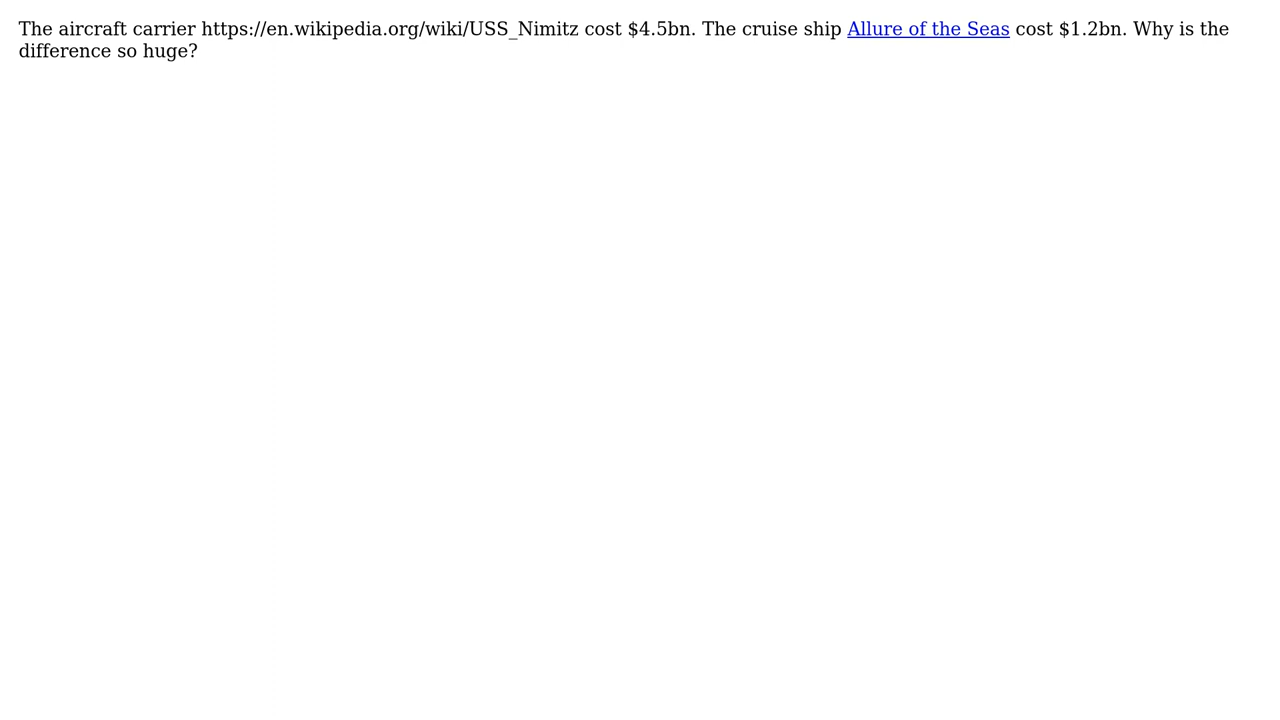 The aircraft carrier https://en.wikipedia.org/wiki/USS_Nimitz cost $4.5bn. The cruise ship Allure of the Seas cost $1.2bn. Why is the
difference so huge?